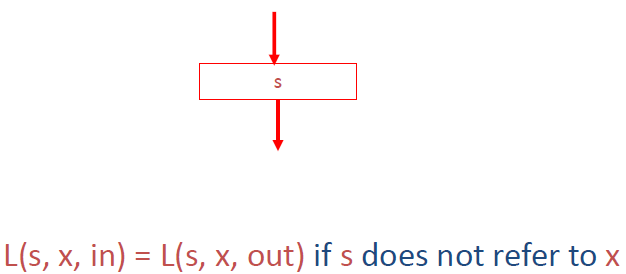 s
L(s, x, in) = L(s, x, out) if s does not refer to x